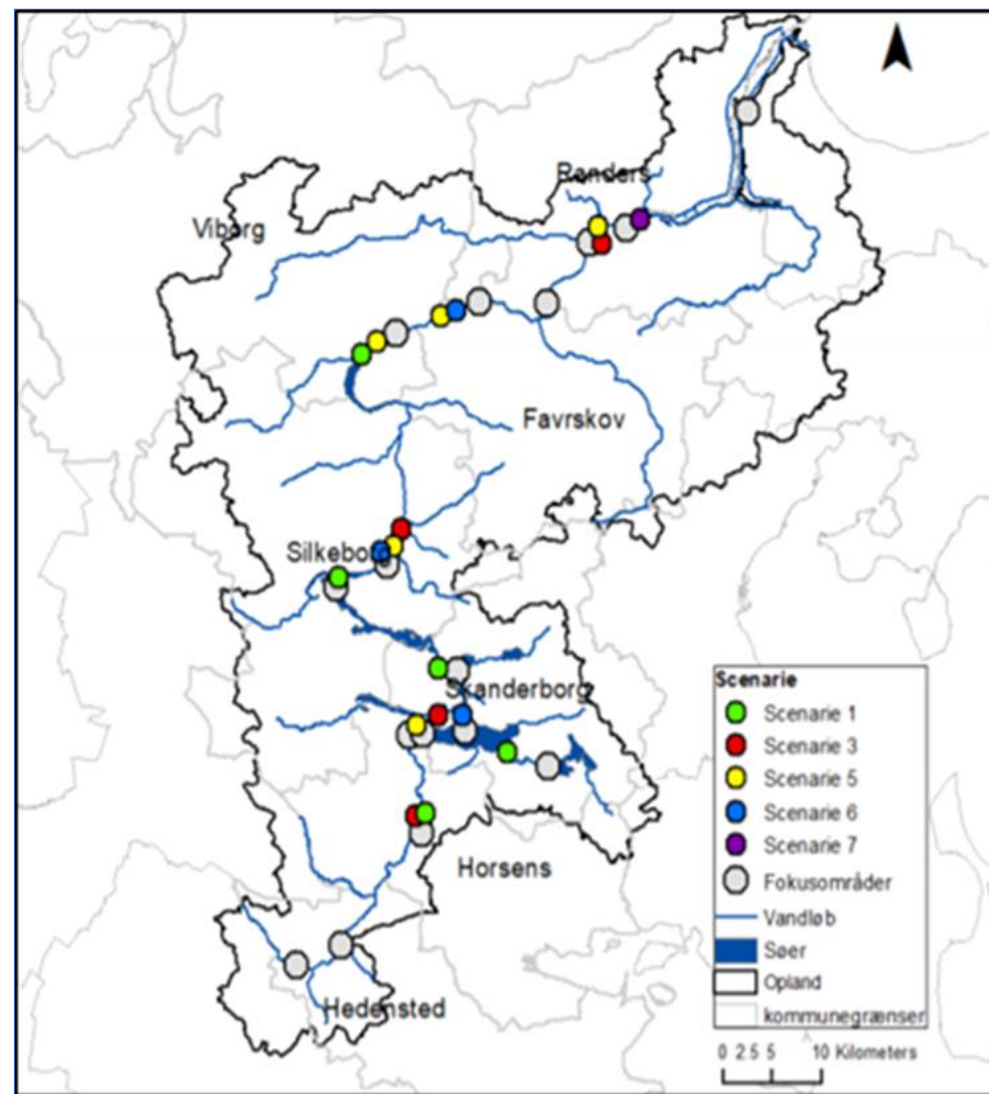 Randers
Viborg
Favrskov
Silkeborg
Skanderborg
Horsens
Hedensted
Scenarie
Scenarie 1
Scenarie 3
Scenarie 5
Scenarie 6
Scenarie 7
Fokusområder
Vandløb
Søer
Opland
kommunegrænser
0 2.5 5 10 Kilometers